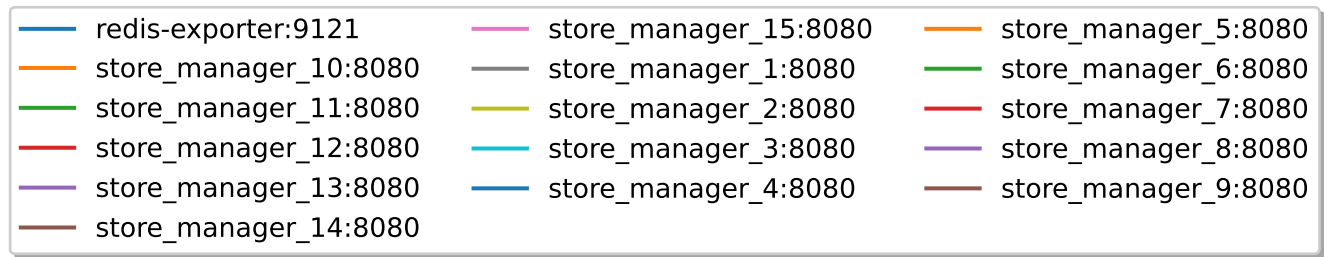 redis-exporter:9121
store_manager_10:8080
store_manager_11:8080
store_manager_12:8080
store_manager_13:8080
store_manager_14:8080
store_manager_15:8080
store_manager_1:8080
store_manager_2:8080
store_manager_3:8080
store_manager_4:8080
store_manager_5:8080
store_manager_6:8080
store_manager_7:8080
store_manager_8:8080
store_manager_9:8080